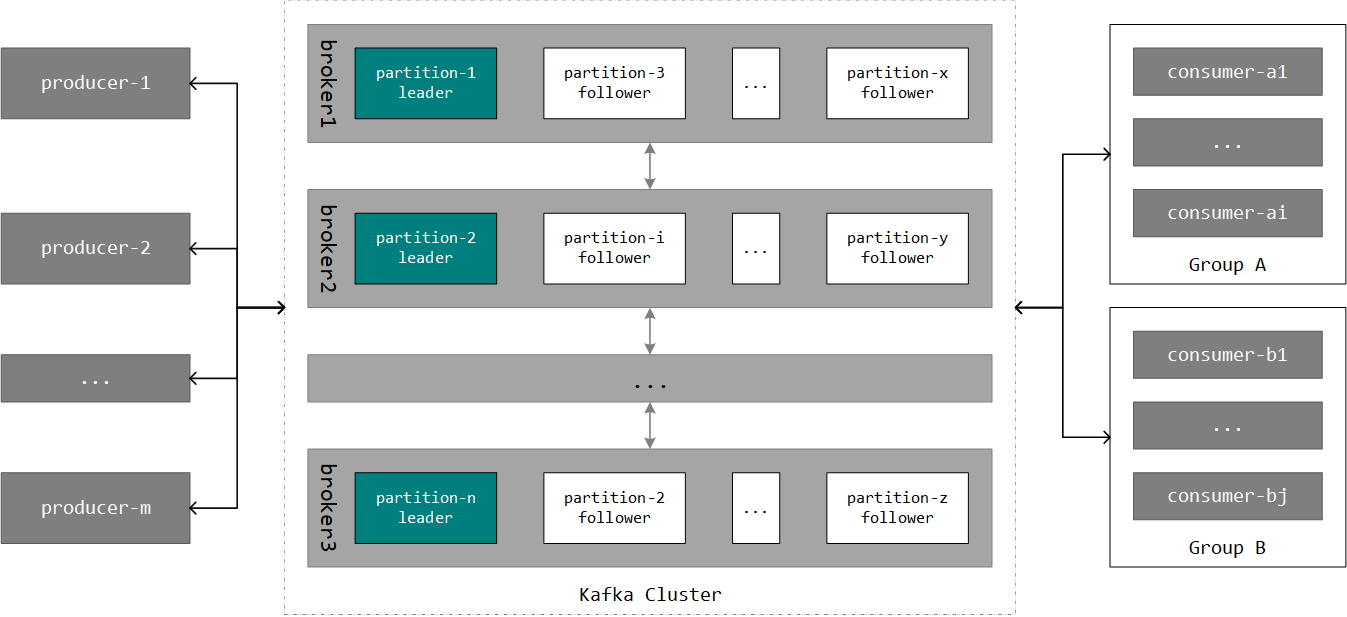 producer-1
producer-2
...
producer-m
broker1
partition-1
leader
partition-3
follower
...
partition-x
follower
broker2
partition-2
leader
partition-i
follower
...
partition-y
follower
...
broker3
partition-n
leader
partition-2
follower
...
partition-z
follower
Kafka Cluster
consumer-a1
...
consumer-ai
Group A
consumer-b1
...
consumer-bj
Group B